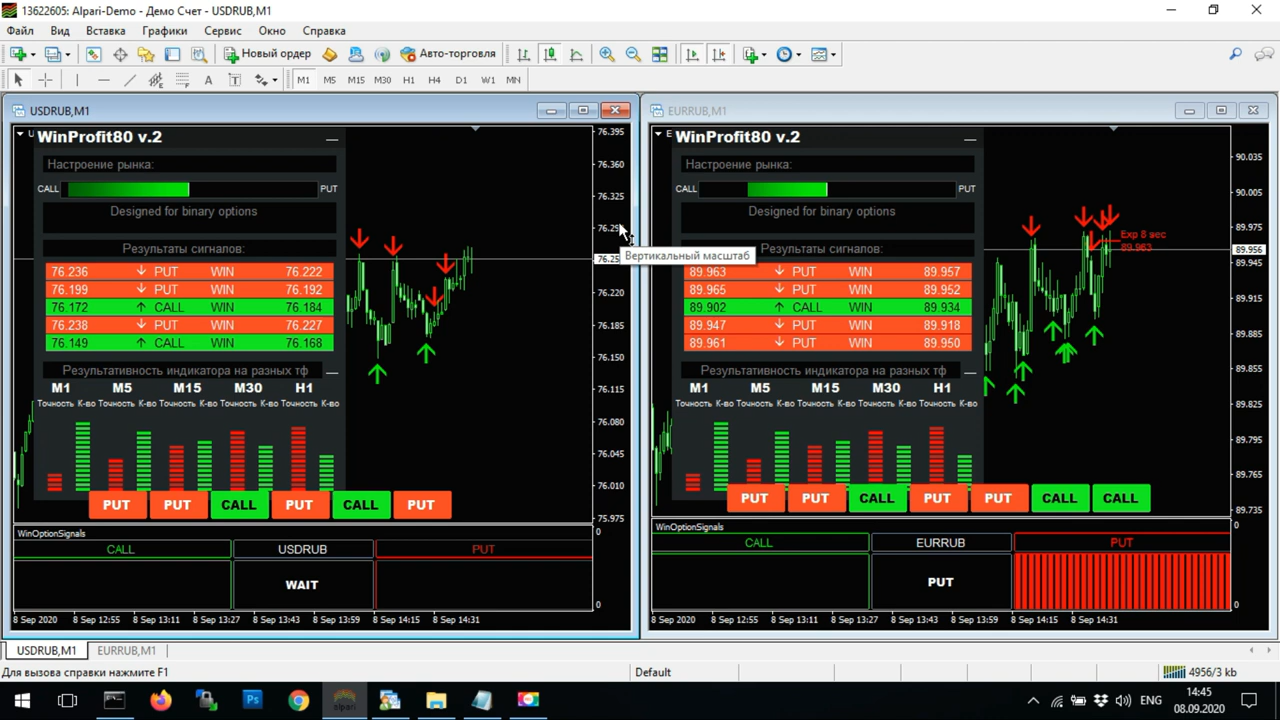 13622605: Alpari-Demo - Демо Счет - USDRUB,M1
Файл Вид Вставка Графики Сервис Окно Справка
Новый ордер Авто-торговля
A T M1 M5 M15 M30 H1 H4 D1 W1 MN
USDRUB,M1
WinProfit80 v.2
Настроение рынка:
CALL PUT
Designed for binary options
Результаты сигналов:
76.236 ↓ PUT WIN 76.222
76.199 ↓ PUT WIN 76.192
76.172 ↑ CALL WIN 76.184
76.238 ↓ PUT WIN 76.227
76.149 ↑ CALL WIN 76.168
Результативность индикатора на разных тф
M1 M5 M15 M30 H1
Точность К-во Точность К-во Точность К-во Точность К-во Точность К-во
PUT PUT CALL PUT CALL PUT
76.395
76.360
76.325
76.29
76.25
76.220
76.185
76.150
76.115
76.080
76.045
76.010
75.975
Вертикальный масштаб
WinOptionSignals
0
CALL USDRUB PUT
WAIT
0
8 Sep 2020 8 Sep 12:55 8 Sep 13:11 8 Sep 13:27 8 Sep 13:43 8 Sep 13:59 8 Sep 14:15 8 Sep 14:31
EURRUB,M1
WinProfit80 v.2
Настроение рынка:
CALL PUT
Designed for binary options
Результаты сигналов:
89.963 ↓ PUT WIN 89.957
89.965 ↓ PUT WIN 89.952
89.902 ↑ CALL WIN 89.934
89.947 ↓ PUT WIN 89.918
89.961 ↓ PUT WIN 89.950
Результативность индикатора на разных тф
M1 M5 M15 M30 H1
Точность К-во Точность К-во Точность К-во Точность К-во Точность К-во
PUT PUT CALL PUT PUT CALL CALL
Exp 8 sec
89.963
90.035
90.005
89.975
89.956
89.945
89.915
89.885
89.855
89.825
89.795
89.765
89.735
WinOptionSignals
0
CALL EURRUB PUT
PUT
0
8 Sep 2020 8 Sep 12:55 8 Sep 13:11 8 Sep 13:27 8 Sep 13:43 8 Sep 13:59 8 Sep 14:15 8 Sep 14:31
USDRUB,M1 EURRUB,M1
Для вызова справки нажмите F1 Default 4956/3 kb
Ps alpari ENG 14:45
08.09.2020